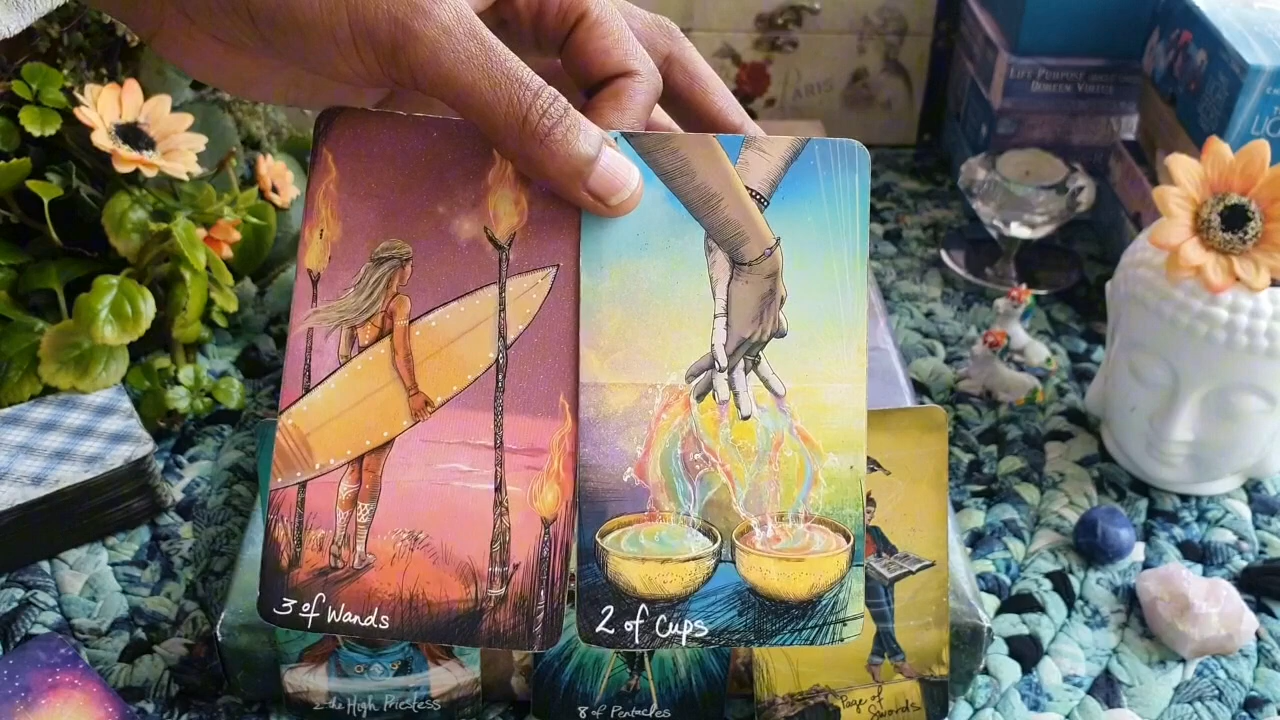 PARIS
LIFE PURPOSE
DOREEN VIRTUE
3 of Wands
2 of Cups
2-the High Priestess
8 of Pentacles
Page of
Swords